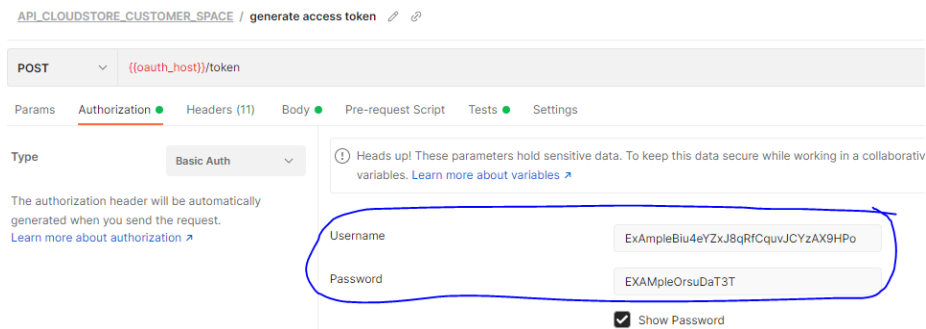 API_CLOUDSTORE_CUSTOMER_SPACE / generate access token
POST {{oauth_host}}/token
Params Authorization Headers (11) Body Pre-request Script Tests Settings
Type Basic Auth
Heads up! These parameters hold sensitive data. To keep this data secure while working in a collaborativ
variables. Learn more about variables ↗
The authorization header will be automatically
generated when you send the request.
Learn more about authorization ↗
Username ExAmpleBiu4eYZxJ8qRfCquvJCYzAX9HPo
Password EXAMpleOrsuDaT3T
Show Password